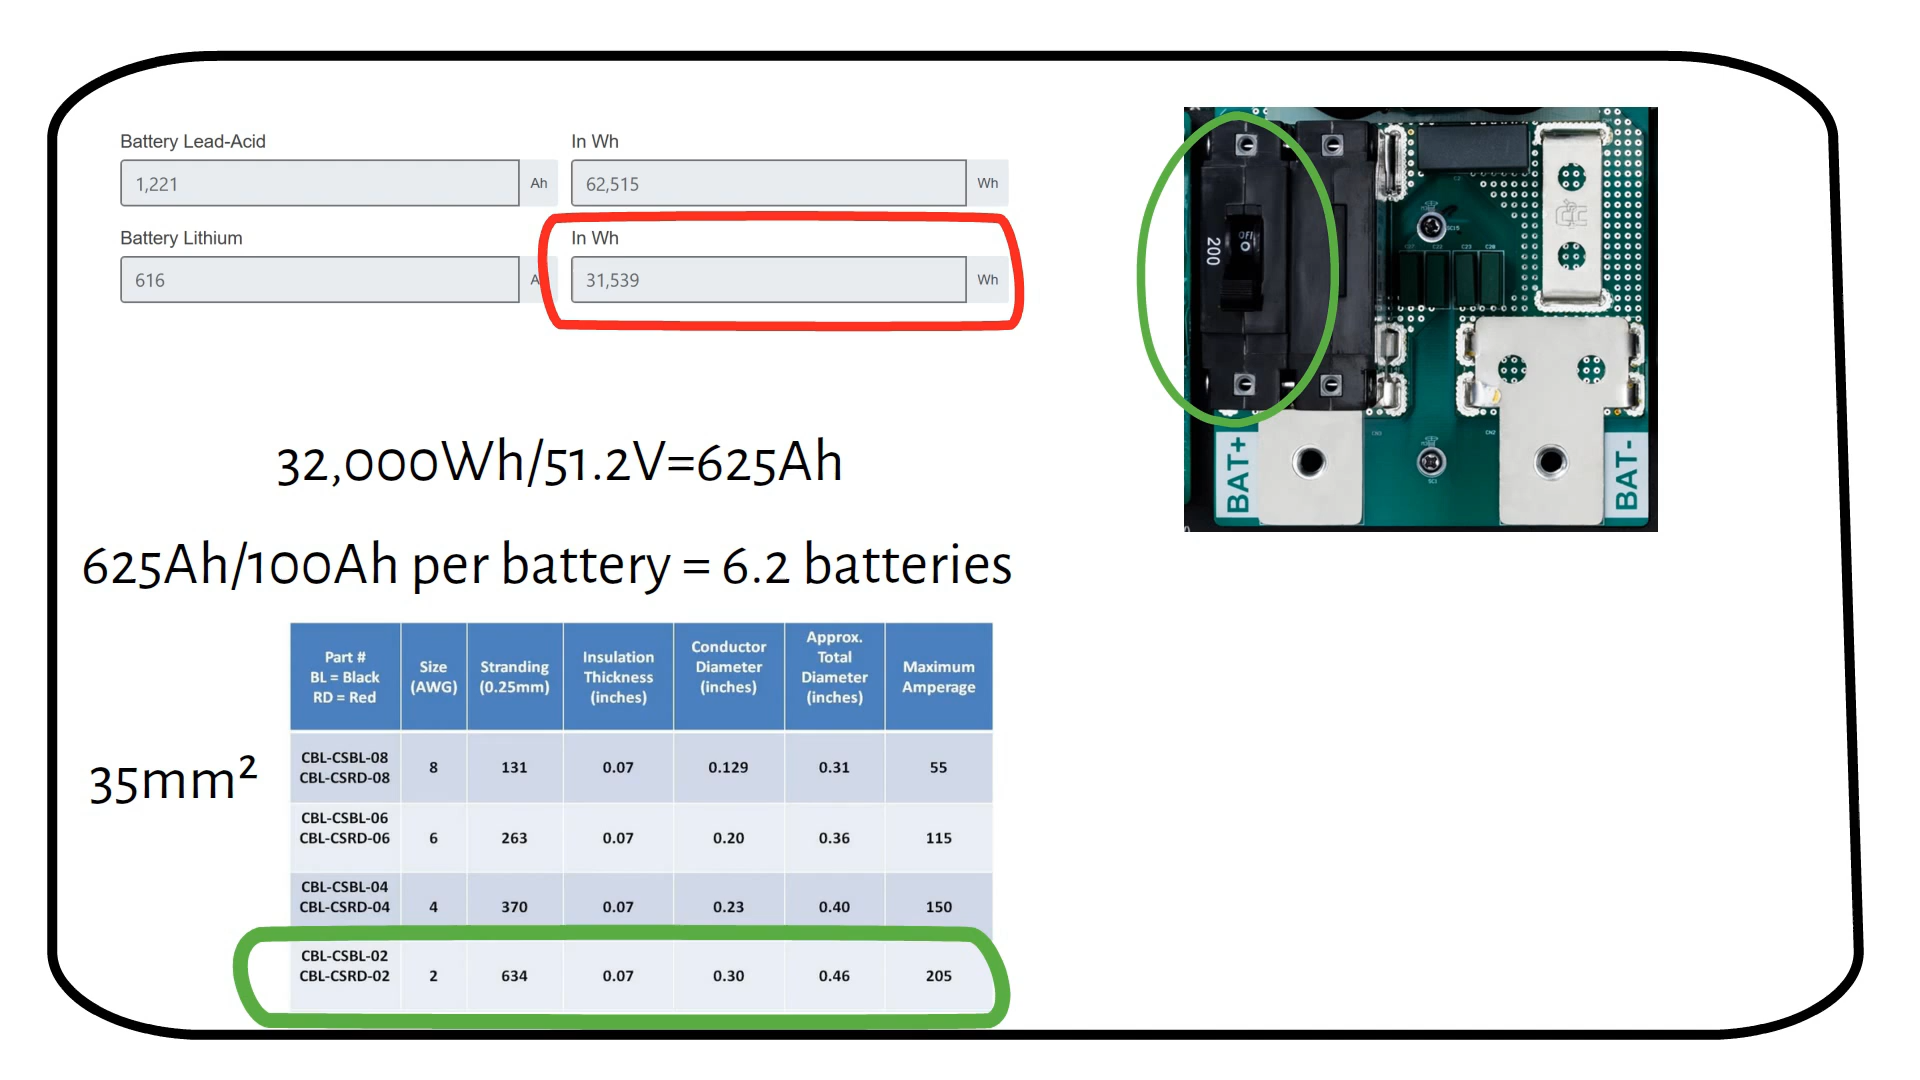 Battery Lead-Acid
In Wh
1,221
Ah
62,515
Wh
Battery Lithium
In Wh
616
31,539
Wh
32,000Wh/51.2V=625Ah
625Ah/100Ah per battery = 6.2 batteries
35mm²
Part #
BL = Black
RD = Red
Size
(AWG)
Stranding
(0.25mm)
Insulation
Thickness
(inches)
Conductor
Diameter
(inches)
Approx.
Total
Diameter
(inches)
Maximum
Amperage
CBL-CSBL-08
CBL-CSRD-08
8
131
0.07
0.129
0.31
55
CBL-CSBL-06
CBL-CSRD-06
6
263
0.07
0.20
0.36
115
CBL-CSBL-04
CBL-CSRD-04
4
370
0.07
0.23
0.40
150
CBL-CSBL-02
CBL-CSRD-02
2
634
0.07
0.30
0.46
205
200
OFF
BAT+
BAT-